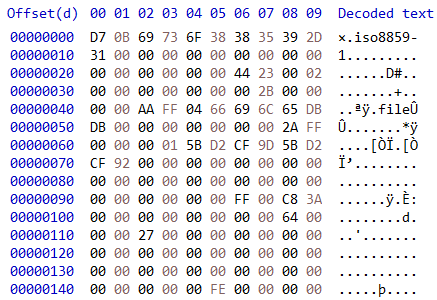 Offset(d) 00 01 02 03 04 05 06 07 08 09 Decoded text
00000000 D7 0B 69 73 6F 38 38 35 39 2D ×.iso8859-
00000010 31 00 00 00 00 00 00 00 00 00 1.........
00000020 00 00 00 00 00 00 44 23 00 02 ......D#..
00000030 00 00 00 00 00 00 00 2B 00 00 .......+..
00000040 00 00 AA FF 04 66 69 6C 65 DB ..ªÿ.fileÛ
00000050 DB 00 00 00 00 00 00 00 2A FF Û.......*ÿ
00000060 00 00 00 01 5B D2 CF 9D 5B D2 ....[ÒÏ.[Ò
00000070 CF 92 00 00 00 00 00 00 00 00 Ï’........
00000080 00 00 00 00 00 00 00 00 00 00 ..........
00000090 00 00 00 00 00 00 FF 00 C8 3A ......ÿ.È:
00000100 00 00 00 00 00 00 00 00 64 00 ........d.
00000110 00 00 27 00 00 00 00 00 00 00 ..'.......
00000120 00 00 00 00 00 00 00 00 00 00 ..........
00000130 00 00 00 00 00 00 00 00 00 00 ..........
00000140 00 00 00 00 00 FE 00 00 00 00 .....þ....